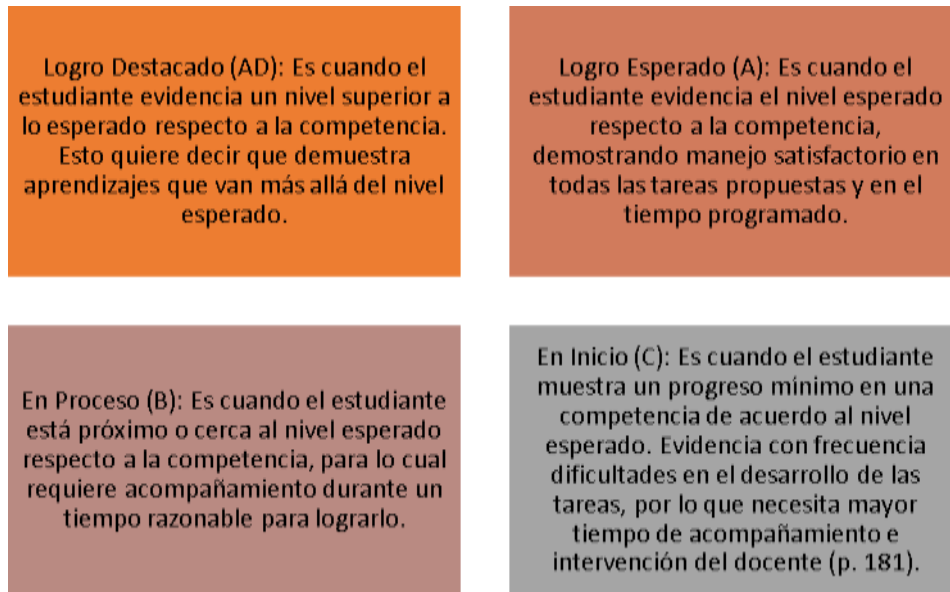 Logro Destacado (AD): Es cuando el
estudiante evidencia un nivel superior a
lo esperado respecto a la competencia.
Esto quiere decir que demuestra
aprendizajes que van más allá del nivel
esperado.
Logro Esperado (A): Es cuando el
estudiante evidencia el nivel esperado
respecto a la competencia,
demostrando manejo satisfactorio en
todas las tareas propuestas y en el
tiempo programado.
En Proceso (B): Es cuando el estudiante
está próximo o cerca al nivel esperado
respecto a la competencia, para lo cual
requiere acompañamiento durante un
tiempo razonable para lograrlo.
En Inicio (C): Es cuando el estudiante
muestra un progreso mínimo en una
competencia de acuerdo al nivel
esperado. Evidencia con frecuencia
dificultades en el desarrollo de las
tareas, por lo que necesita mayor
tiempo de acompañamiento e
intervención del docente (p. 181).